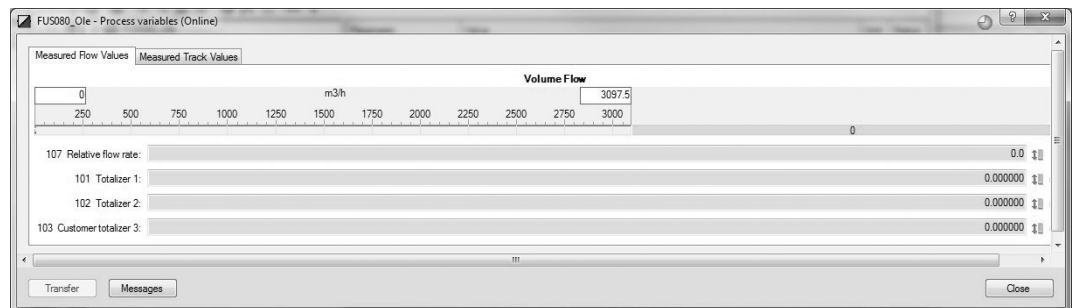 FUS080_Ole - Process variables (Online)
Measured Flow Values Measured Track Values
Volume Flow
0 m3/h 3097.5
250 500 750 1000 1250 1500 1750 2000 2250 2500 2750 3000
0
107 Relative flow rate: 0.0
101 Totalizer 1: 0.000000
102 Totalizer 2: 0.000000
103 Customer totalizer 3: 0.000000
Transfer Messages Close